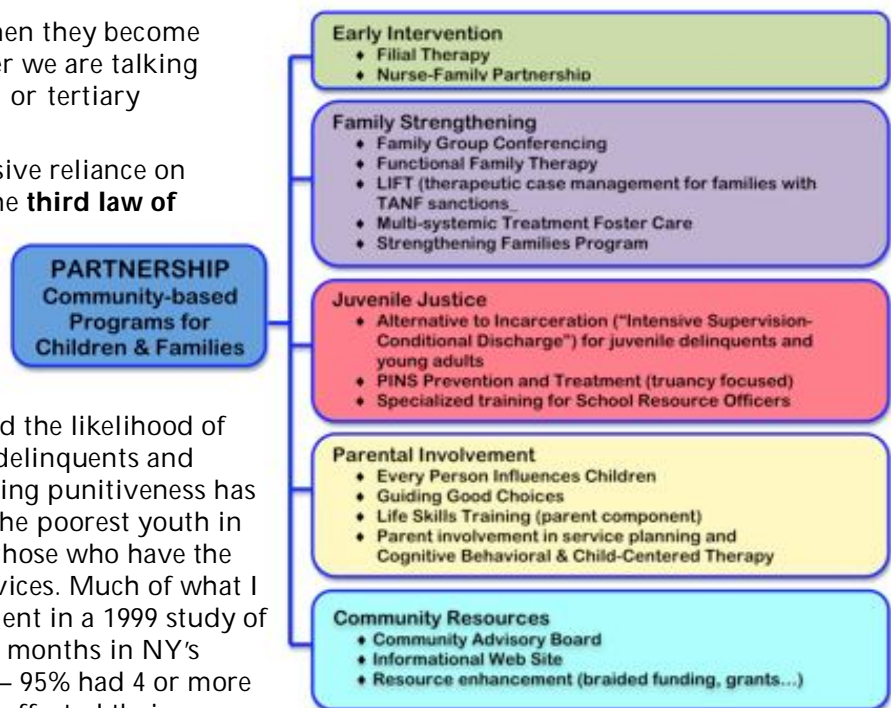 hen they become
er we are talking
or tertiary
sive reliance on
ne third law of
d the likelihood of
delinquents and
ing punitiveness has
he poorest youth in
hose who have the
vices. Much of what I
ent in a 1999 study of
months in NY's
– 95% had 4 or more
PARTNERSHIP
Community-based
Programs for
Children & Families
Early Intervention
♦ Filial Therapy
♦ Nurse-Family Partnership
Family Strengthening
♦ Family Group Conferencing
♦ Functional Family Therapy
♦ LIFT (therapeutic case management for families with
TANF sanctions_
♦ Multi-systemic Treatment Foster Care
♦ Strengthening Families Program
Juvenile Justice
♦ Alternative to Incarceration ("Intensive Supervision-
Conditional Discharge") for juvenile delinquents and
young adults
♦ PINS Prevention and Treatment (truancy focused)
♦ Specialized training for School Resource Officers
Parental Involvement
♦ Every Person Influences Children
♦ Guiding Good Choices
♦ Life Skills Training (parent component)
♦ Parent involvement in service planning and
Cognitive Behavioral & Child-Centered Therapy
Community Resources
♦ Community Advisory Board
♦ Informational Web Site
♦ Resource enhancement (braided funding, grants...)